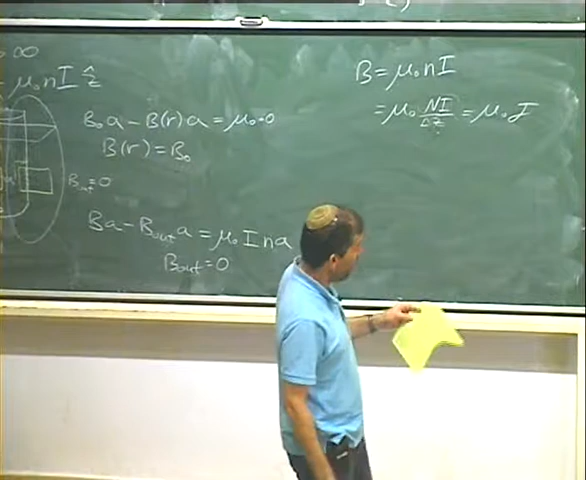 ∞
μ₀nI ẑ
B₀a − B(r)a = μ₀·0
B(r) = B₀
B_out = 0
Ba − B_out a = μ₀ I n a
B_out = 0
B = μ₀nI
= μ₀ NI/Δz = μ₀ J